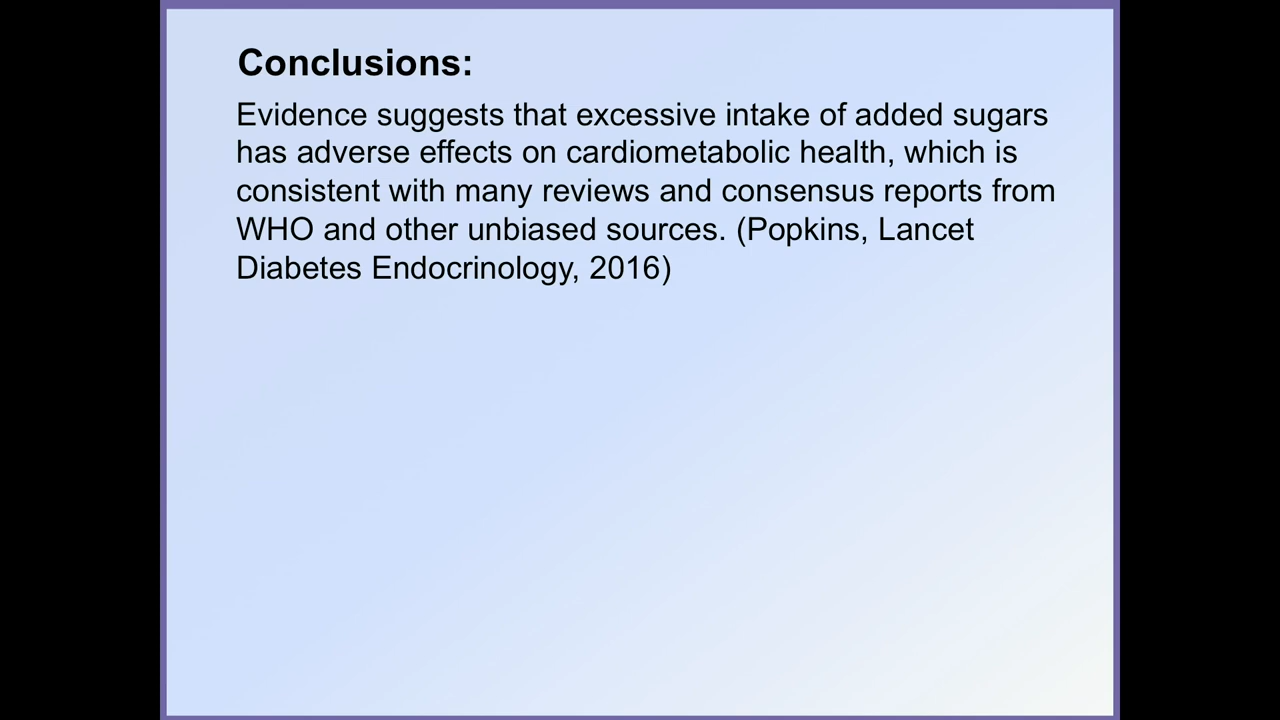 Conclusions:
Evidence suggests that excessive intake of added sugars
has adverse effects on cardiometabolic health, which is
consistent with many reviews and consensus reports from
WHO and other unbiased sources. (Popkins, Lancet
Diabetes Endocrinology, 2016)